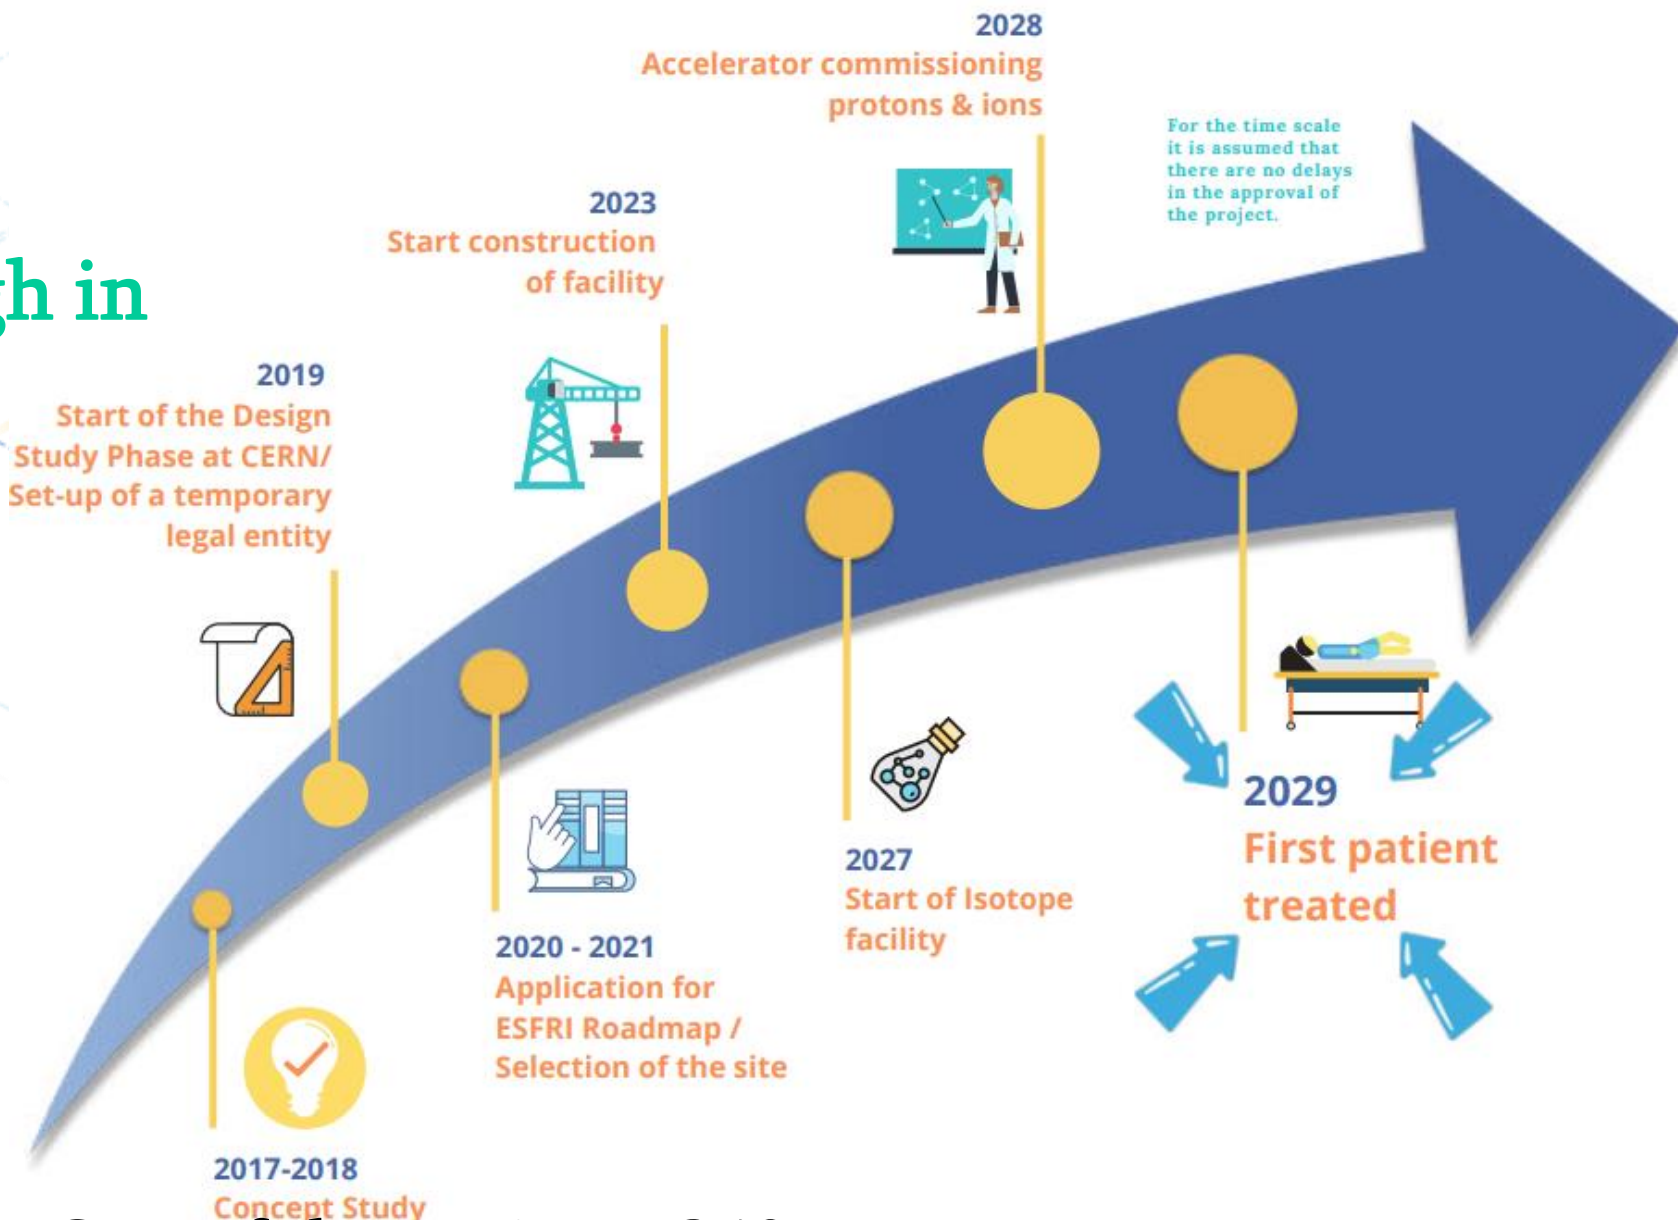 2028
Accelerator commissioning
protons & ions
For the time scale
it is assumed that
there are no delays
in the approval of
the project.
2023
Start construction
of facility
h in
2019
Start of the Design
Study Phase at CERN/
Set-up of a temporary
legal entity
2029
First patient
treated
2027
Start of Isotope
facility
2020 - 2021
Application for
ESFRI Roadmap /
Selection of the site
2017-2018
Concept Study